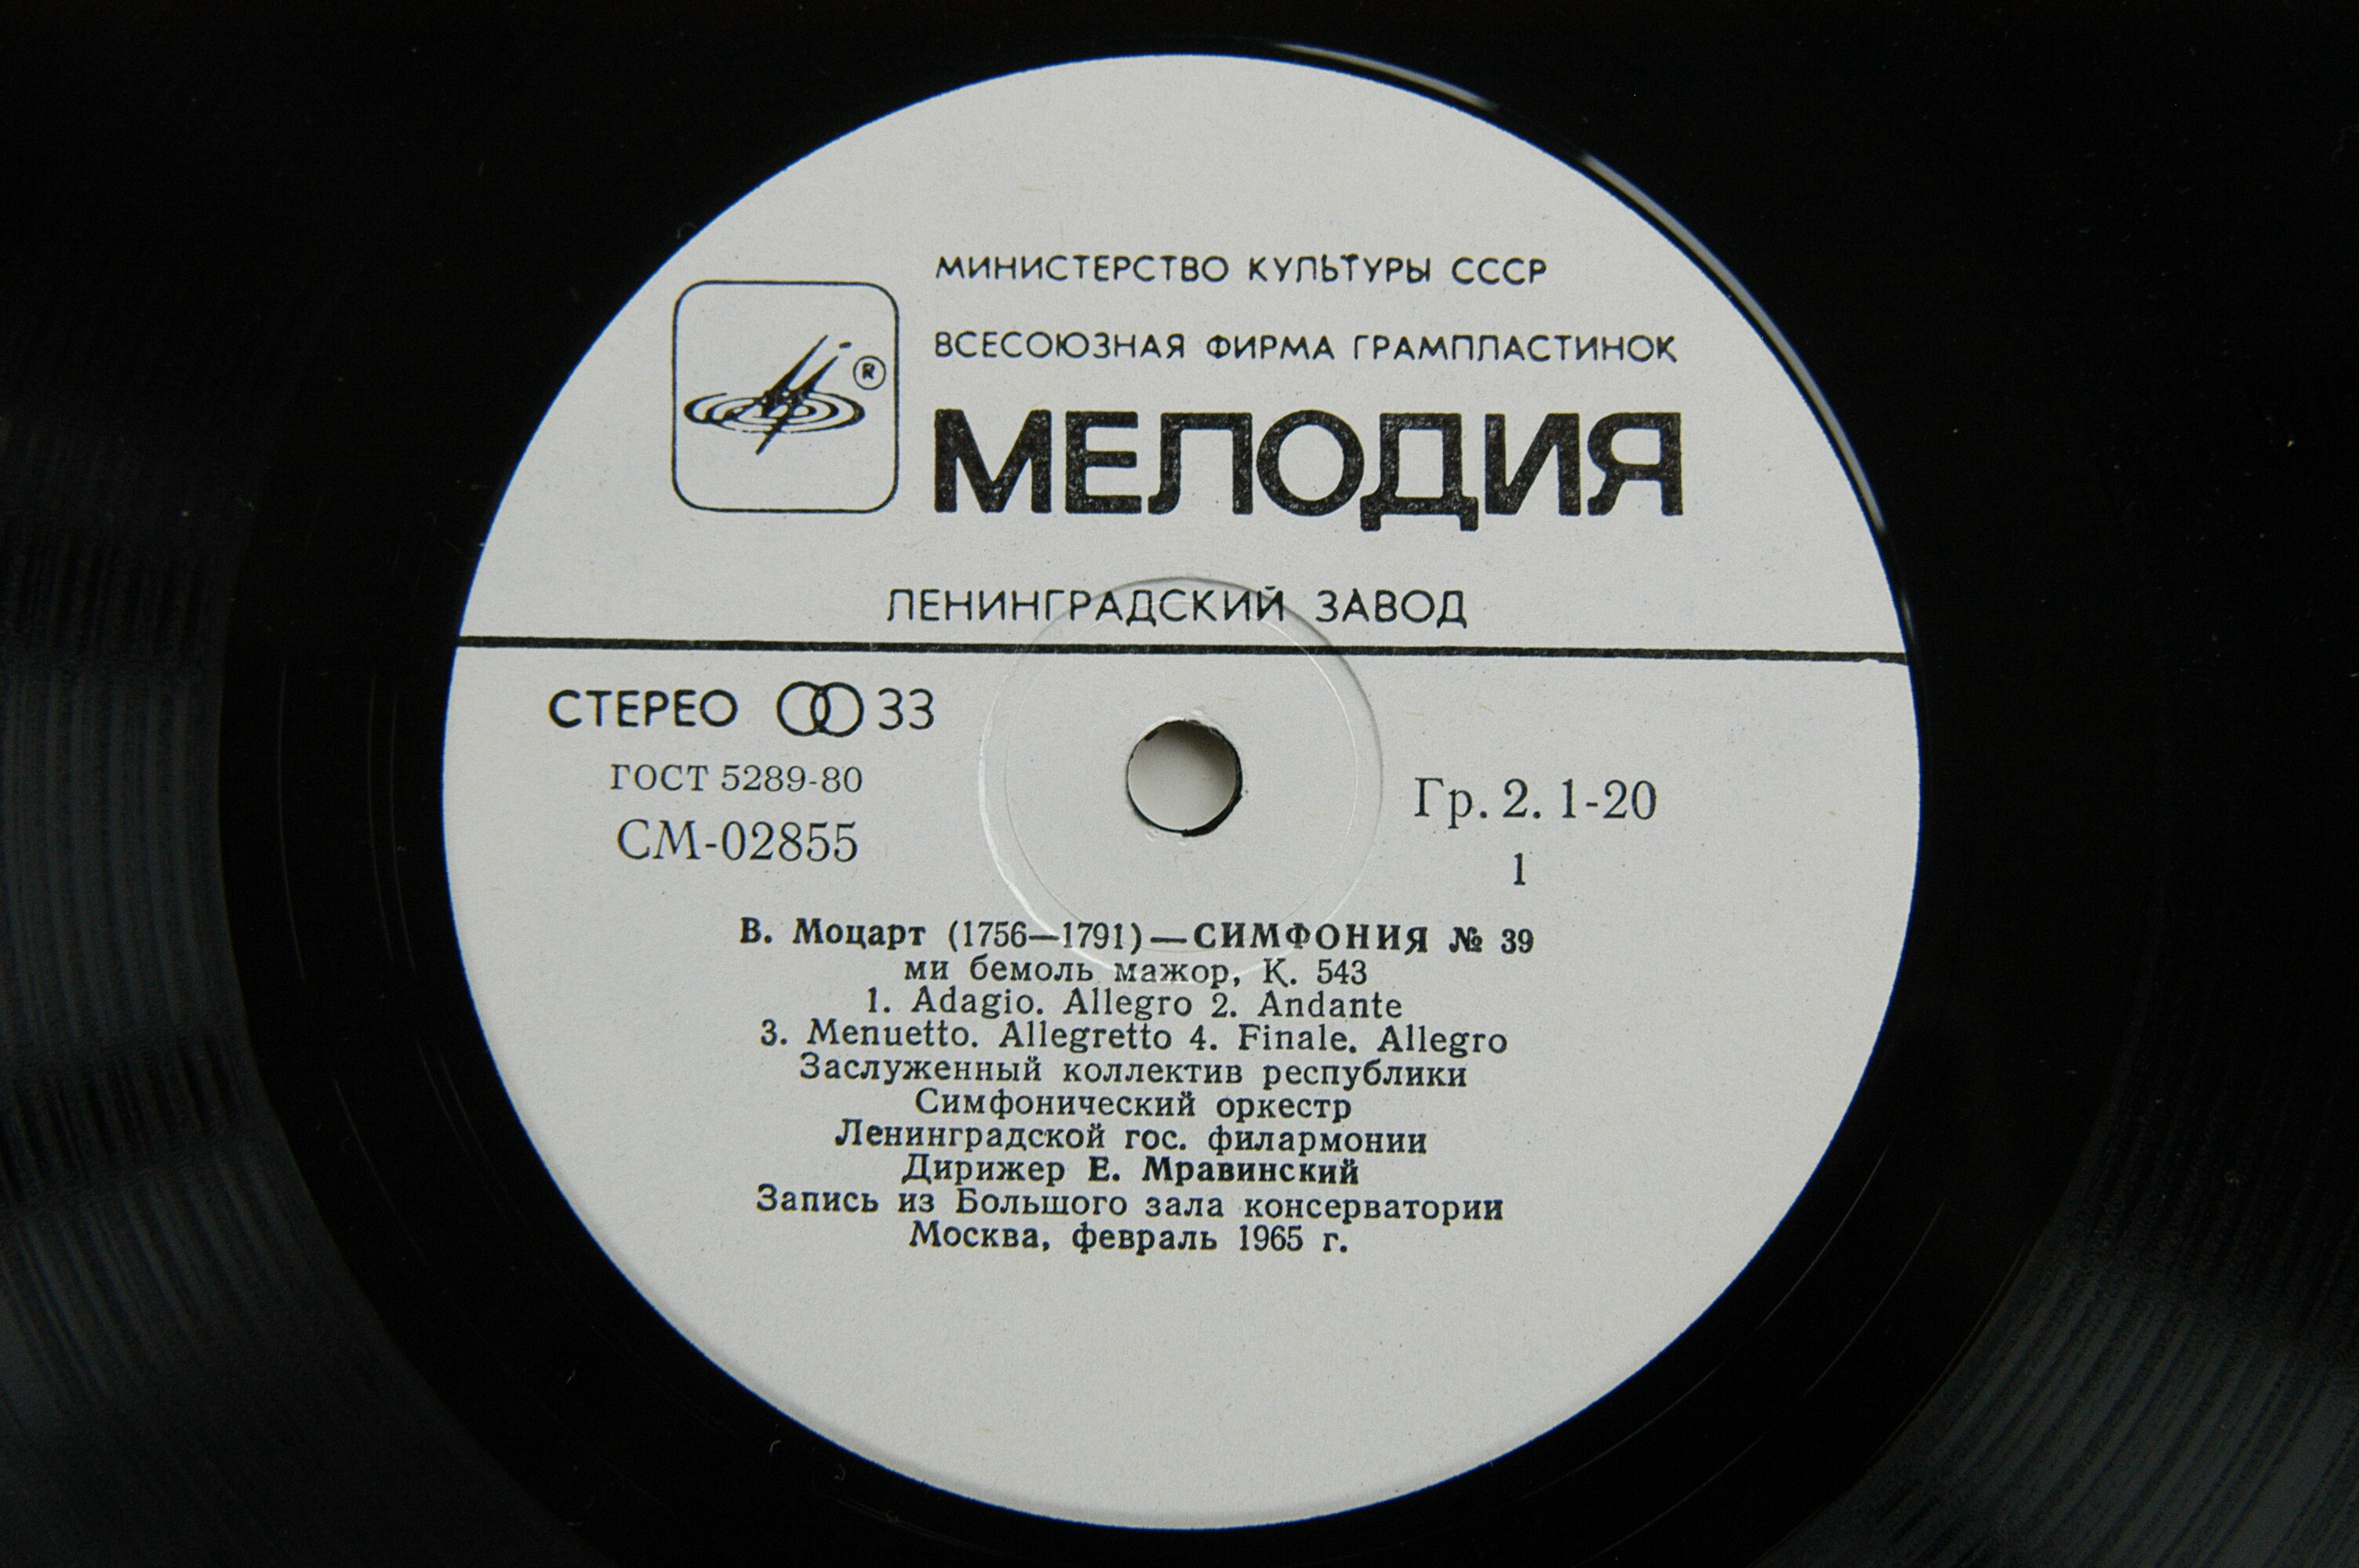 МИНИСТЕРСТВО КУЛЬТУРЫ СССР
ВСЕСОЮЗНАЯ ФИРМА ГРАМПЛАСТИНОК
®
МЕЛОДИЯ
ЛЕНИНГРАДСКИЙ ЗАВОД
СТЕРЕО 33
ГОСТ 5289-80
СМ-02855
Гр. 2. 1-20
1
В. Моцарт (1756—1791)—СИМФОНИЯ № 39
ми бемоль мажор, К. 543
1. Adagio. Allegro 2. Andante
3. Menuetto. Allegretto 4. Finale. Allegro
Заслуженный коллектив республики
Симфонический оркестр
Ленинградской гос. филармонии
Дирижер Е. Мравинский
Запись из Большого зала консерватории
Москва, февраль 1965 г.